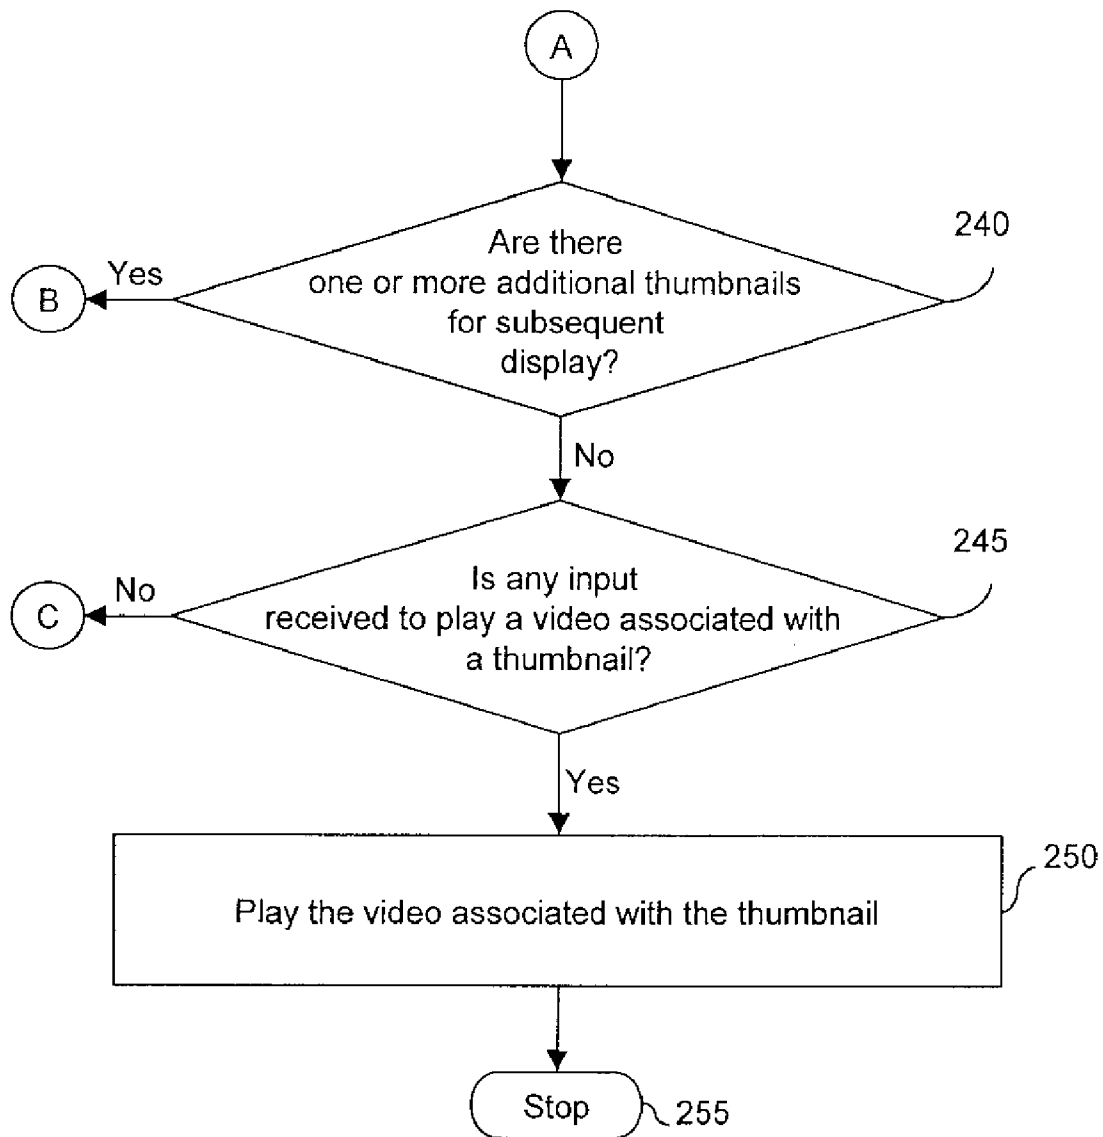 A
Are there
one or more additional thumbnails
for subsequent
display?
240
Yes
B
No
Is any input
received to play a video associated with
a thumbnail?
245
No
C
Yes
Play the video associated with the thumbnail
250
Stop
255